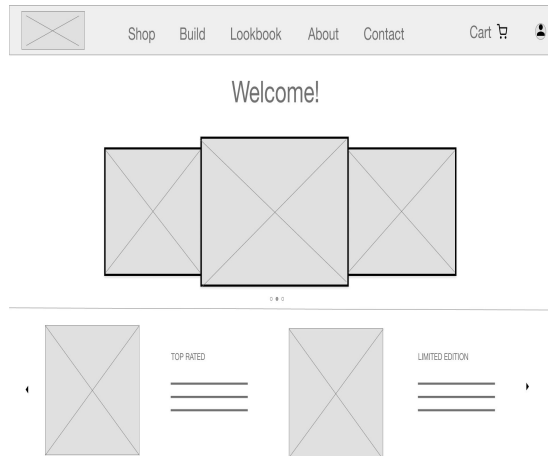 Shop Build Lookbook About Contact Cart
Welcome!
TOP RATED
LIMITED EDITION